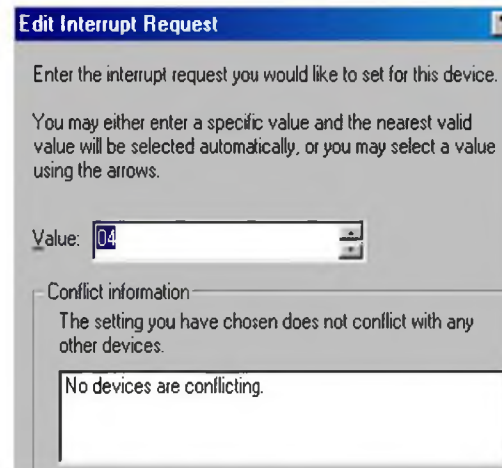 Edit Interrupt Request
Enter the interrupt request you would like to set for this device.
You may either enter a specific value and the nearest valid
value will be selected automatically, or you may select a value
using the arrows.
Value: 04
Conflict information
The setting you have chosen does not conflict with any
other devices.
No devices are conflicting.